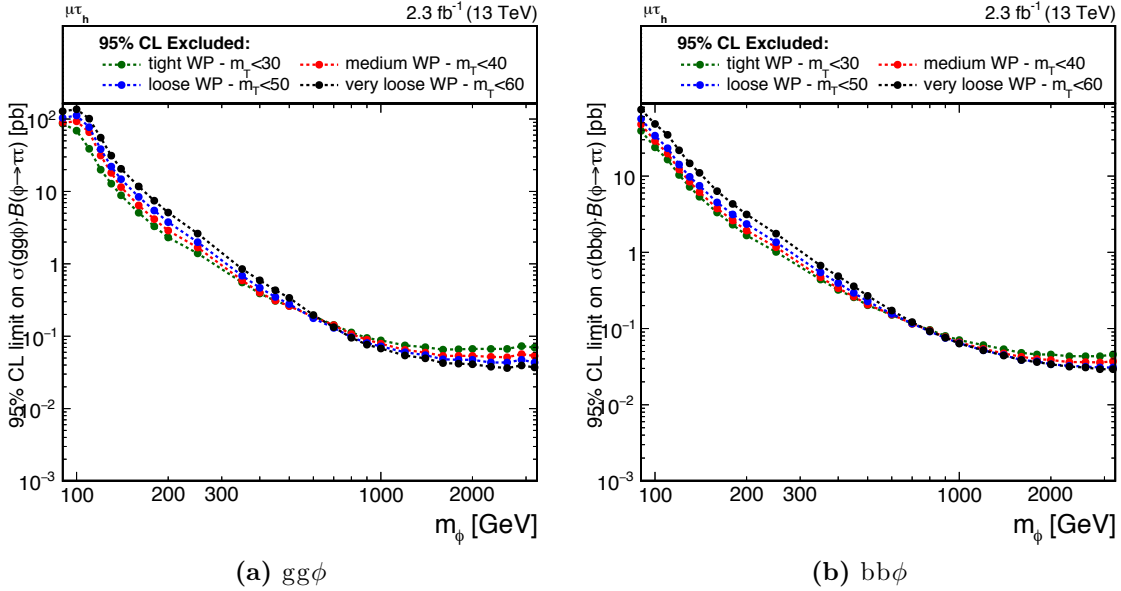 μτh 2.3 fb-1 (13 TeV)
95% CL Excluded:
tight WP - mT<30 medium WP - mT<40
loose WP - mT<50 very loose WP - mT<60
95% CL limit on σ(ggϕ)·B(ϕ→ττ) [pb]
10^2
10
1
10^-1
10^-2
10^-3
100 200 300 1000 2000
mϕ [GeV]
(a) ggϕ
μτh 2.3 fb-1 (13 TeV)
95% CL Excluded:
tight WP - mT<30 medium WP - mT<40
loose WP - mT<50 very loose WP - mT<60
95% CL limit on σ(bbϕ)·B(ϕ→ττ) [pb]
10
1
10^-1
10^-2
10^-3
100 200 300 1000 2000
mϕ [GeV]
(b) bbϕ